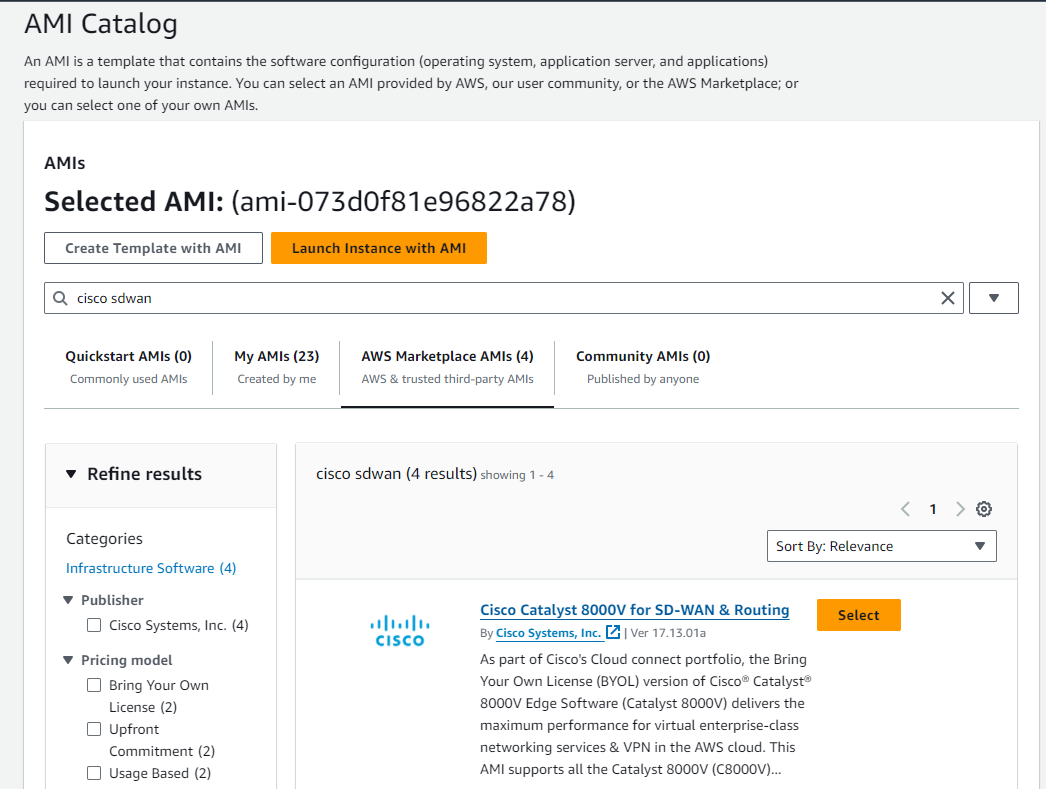 AMI Catalog
An AMI is a template that contains the software configuration (operating system, application server, and applications)
required to launch your instance. You can select an AMI provided by AWS, our user community, or the AWS Marketplace; or
you can select one of your own AMIs.
AMIs
Selected AMI: (ami-073d0f81e96822a78)
Create Template with AMI
Launch Instance with AMI
cisco sdwan
Quickstart AMIs (0)
Commonly used AMIs
My AMIs (23)
Created by me
AWS Marketplace AMIs (4)
AWS & trusted third-party AMIs
Community AMIs (0)
Published by anyone
Refine results
Categories
Infrastructure Software (4)
Publisher
Cisco Systems, Inc. (4)
Pricing model
Bring Your Own
License (2)
Upfront
Commitment (2)
Usage Based (2)
cisco sdwan (4 results) showing 1 - 4
1
Sort By: Relevance
CISCO
Cisco Catalyst 8000V for SD-WAN & Routing
By Cisco Systems, Inc. | Ver 17.13.01a
As part of Cisco's Cloud connect portfolio, the Bring
Your Own License (BYOL) version of Cisco® Catalyst®
8000V Edge Software (Catalyst 8000V) delivers the
maximum performance for virtual enterprise-class
networking services & VPN in the AWS cloud. This
AMI supports all the Catalyst 8000V (C8000V)...
Select